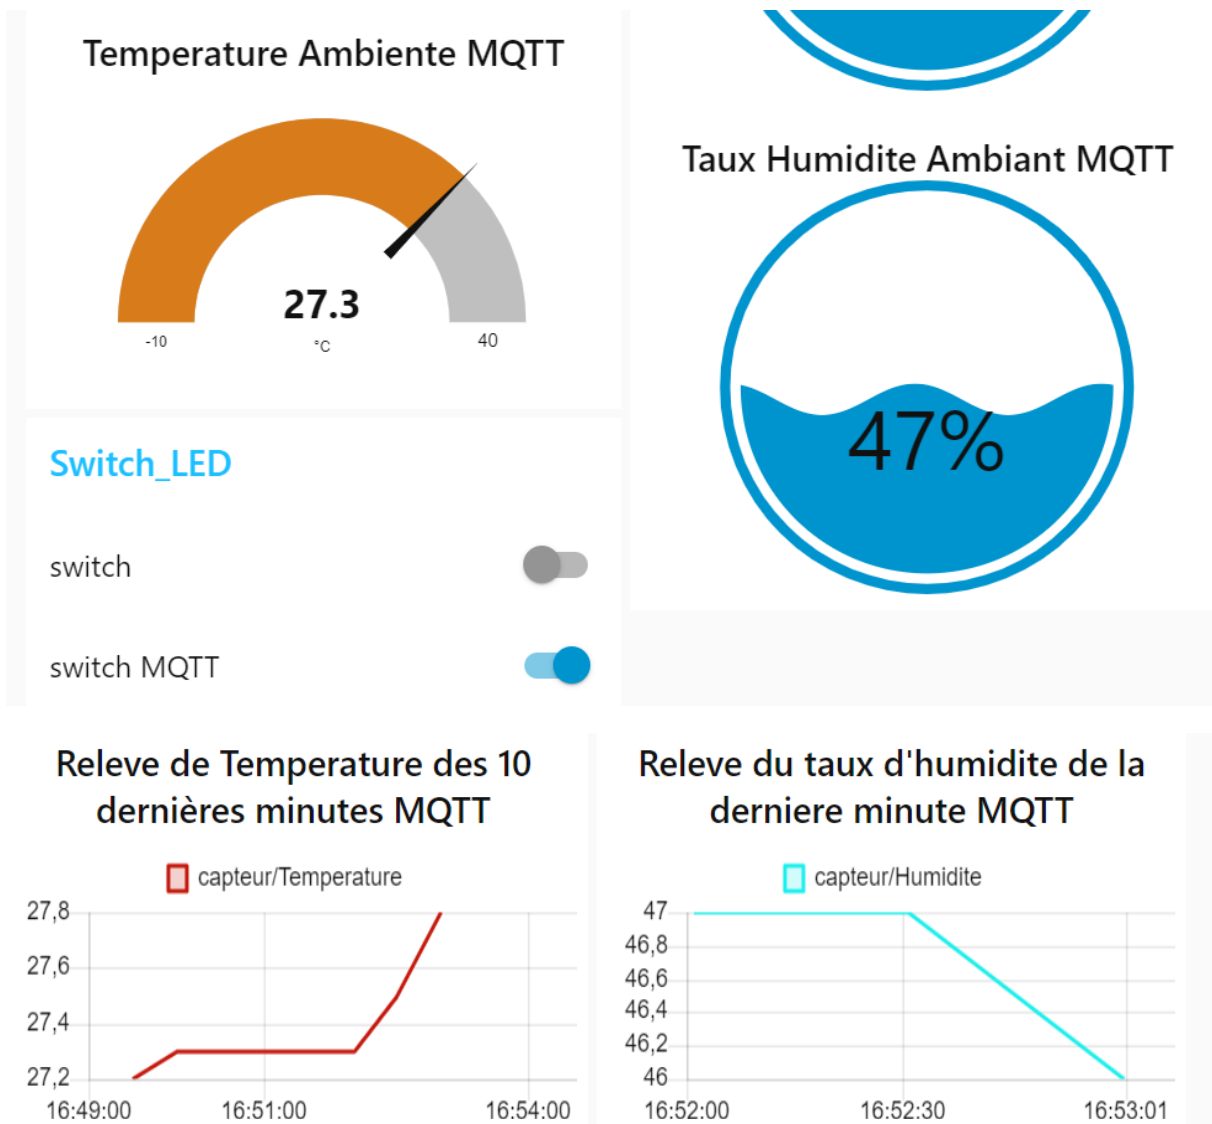 Temperature Ambiente MQTT
27.3
-10
°C
40
Taux Humidite Ambiant MQTT
47%
Switch_LED
switch
switch MQTT
Releve de Temperature des 10
dernières minutes MQTT
capteur/Temperature
27,8
27,6
27,4
27,2
16:49:00
16:51:00
16:54:00
Releve du taux d'humidite de la
derniere minute MQTT
capteur/Humidite
47
46,8
46,6
46,4
46,2
46
16:52:00
16:52:30
16:53:01